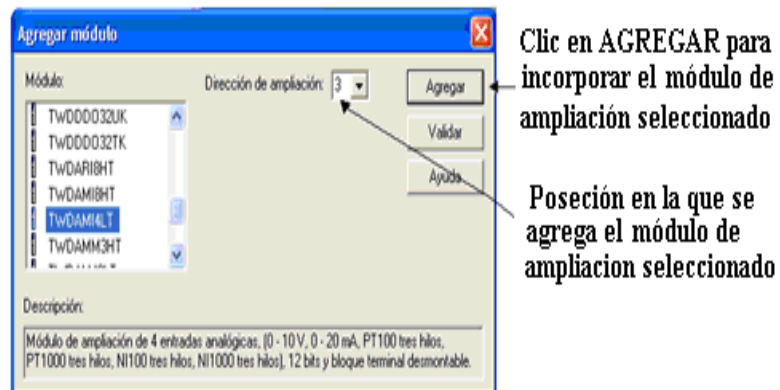 Agregar módulo
Módulo:
Dirección de ampliación: 3
Agregar
Validar
Ayuda
TWDDDO32UK
TWDDDO32TK
TWDARI8HT
TWDAMI8HT
TWDAMI4LT
TWDAMM3HT
Descripción:
Módulo de ampliación de 4 entradas analógicas, (0 - 10 V, 0 - 20 mA, PT100 tres hilos,
PT1000 tres hilos, NI100 tres hilos, NI1000 tres hilos), 12 bits y bloque terminal desmontable.
Clic en AGREGAR para
incorporar el módulo de
ampliación seleccionado
Poseción en la que se
agrega el módulo de
ampliacion seleccionado